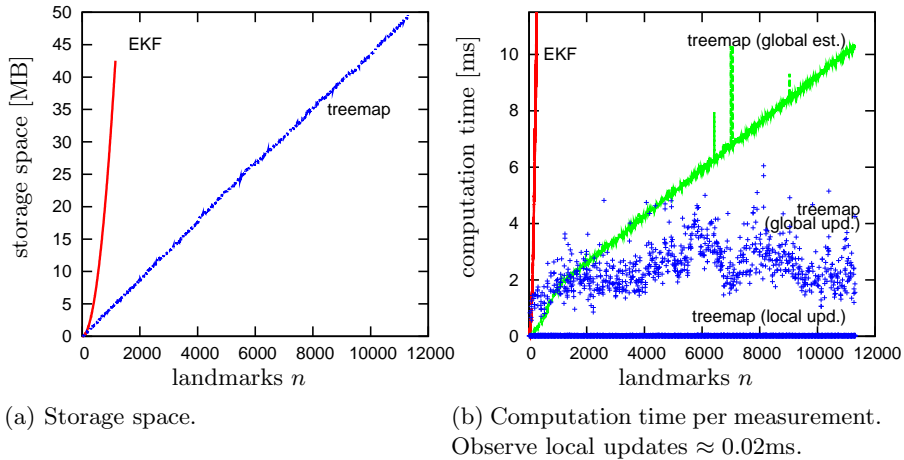 50
45
40
35
30
25
20
15
10
5
0
storage space [MB]
EKF
treemap
0 2000 4000 6000 8000 10000 12000
landmarks n
(a) Storage space.
10
8
6
4
2
0
computation time [ms]
EKF
treemap (global est.)
treemap
(global upd.)
treemap (local upd.)
0 2000 4000 6000 8000 10000 12000
landmarks n
(b) Computation time per measurement.
Observe local updates ≈ 0.02ms.